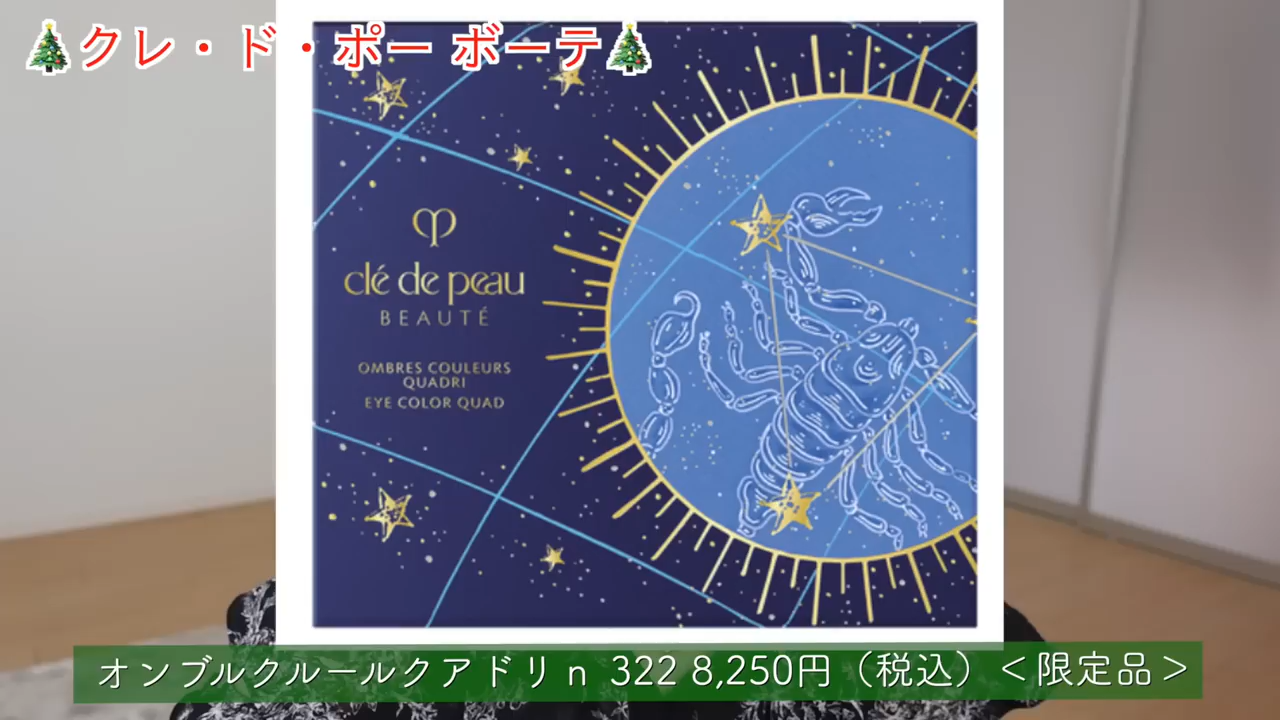 🎄クレ・ド・ポー ボーテ🎄
clé de peau
BEAUTÉ
OMBRES COULEURS
QUADRI
EYE COLOR QUAD
オンブルクルールクアドリｎ 322 8,250円（税込）＜限定品＞